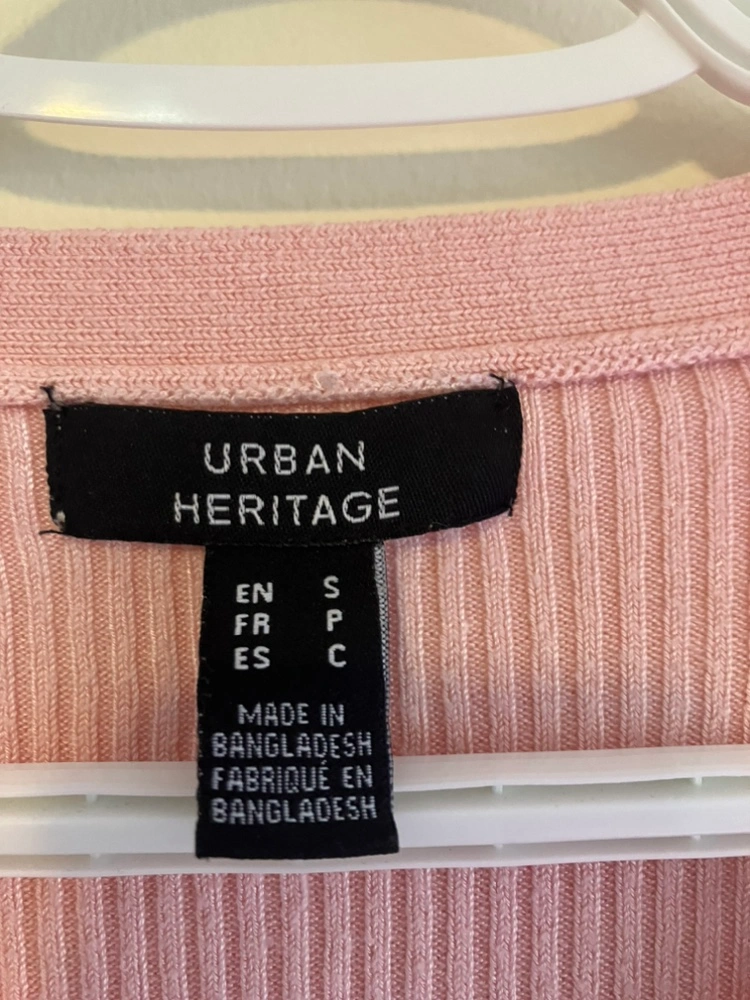 URBAN
HERITAGE
EN S
FR P
ES C
MADE IN
BANGLADESH
FABRIQUÉ EN
BANGLADESH